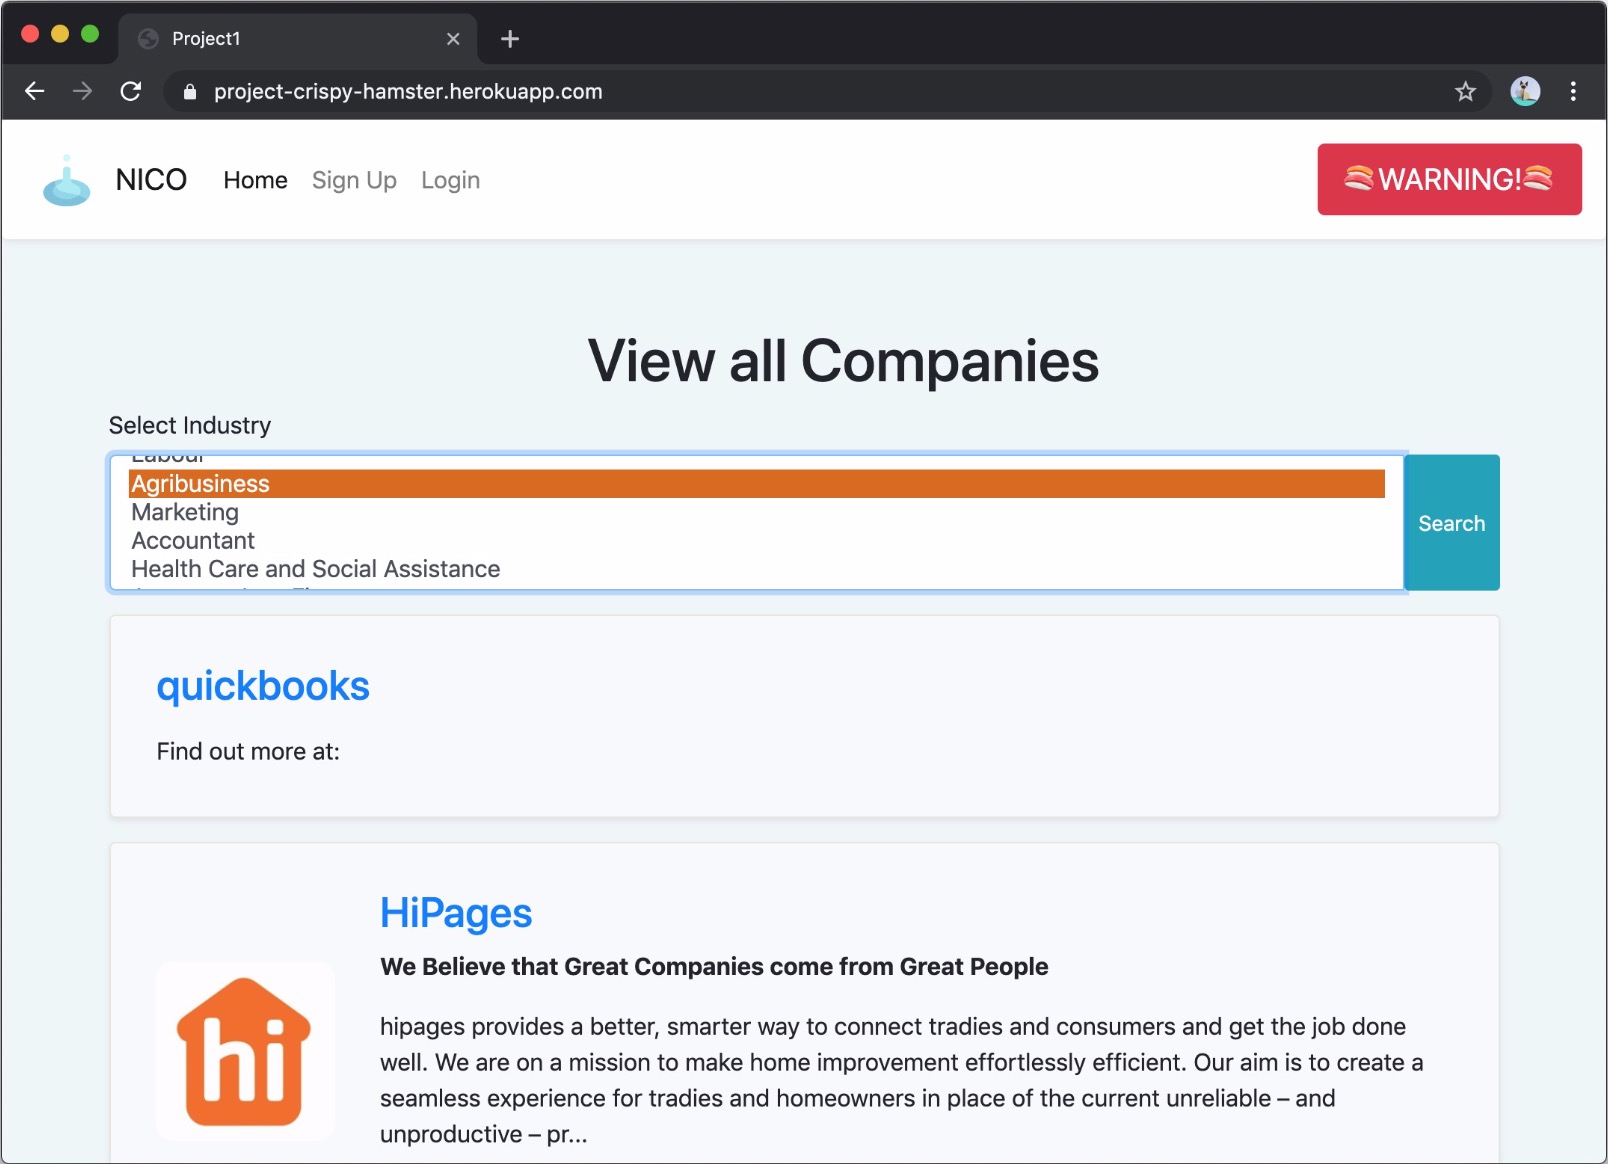 Project1
project-crispy-hamster.herokuapp.com
NICO Home Sign Up Login 🍣WARNING!🍣
View all Companies
Select Industry
Labour
Agribusiness
Marketing
Accountant
Health Care and Social Assistance
Search
quickbooks
Find out more at:
HiPages
We Believe that Great Companies come from Great People
hi
hipages provides a better, smarter way to connect tradies and consumers and get the job done
well. We are on a mission to make home improvement effortlessly efficient. Our aim is to create a
seamless experience for tradies and homeowners in place of the current unreliable – and
unproductive – pr...